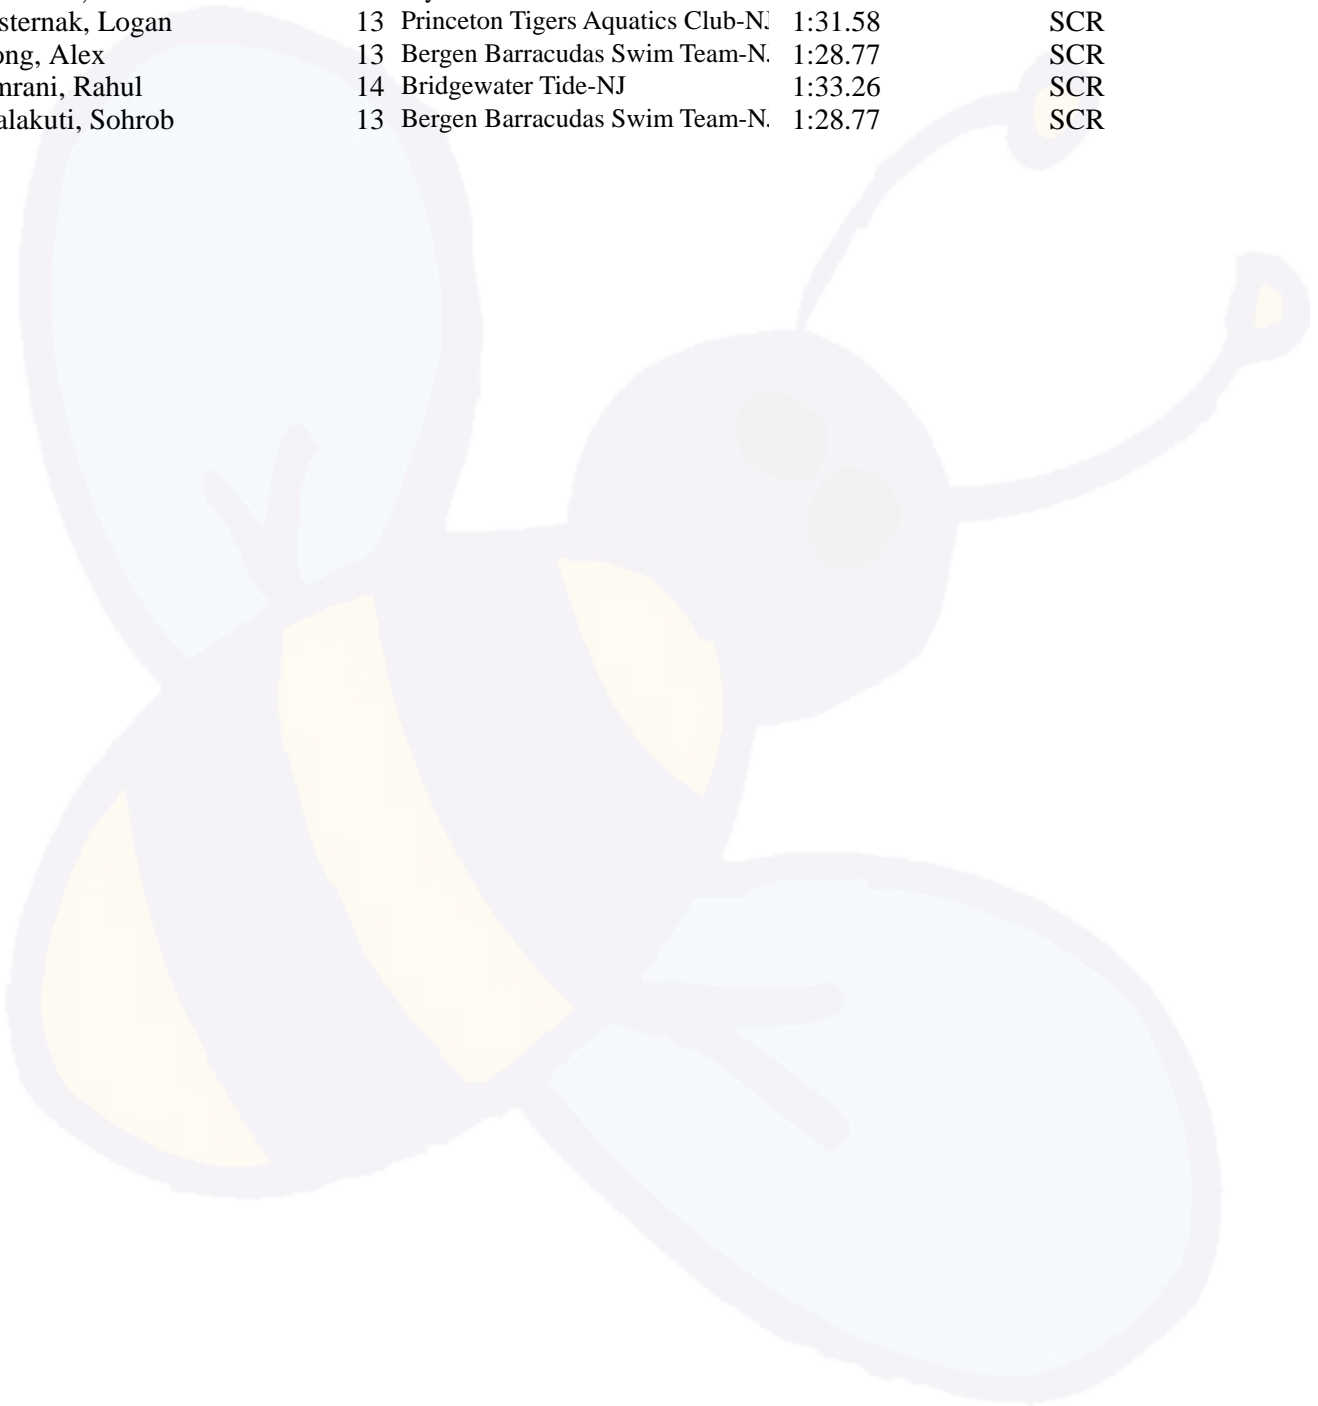 sternak, Logan 13 Princeton Tigers Aquatics Club-NJ 1:31.58 SCR
ong, Alex 13 Bergen Barracudas Swim Team-N. 1:28.77 SCR
mrani, Rahul 14 Bridgewater Tide-NJ 1:33.26 SCR
alakuti, Sohrob 13 Bergen Barracudas Swim Team-N. 1:28.77 SCR